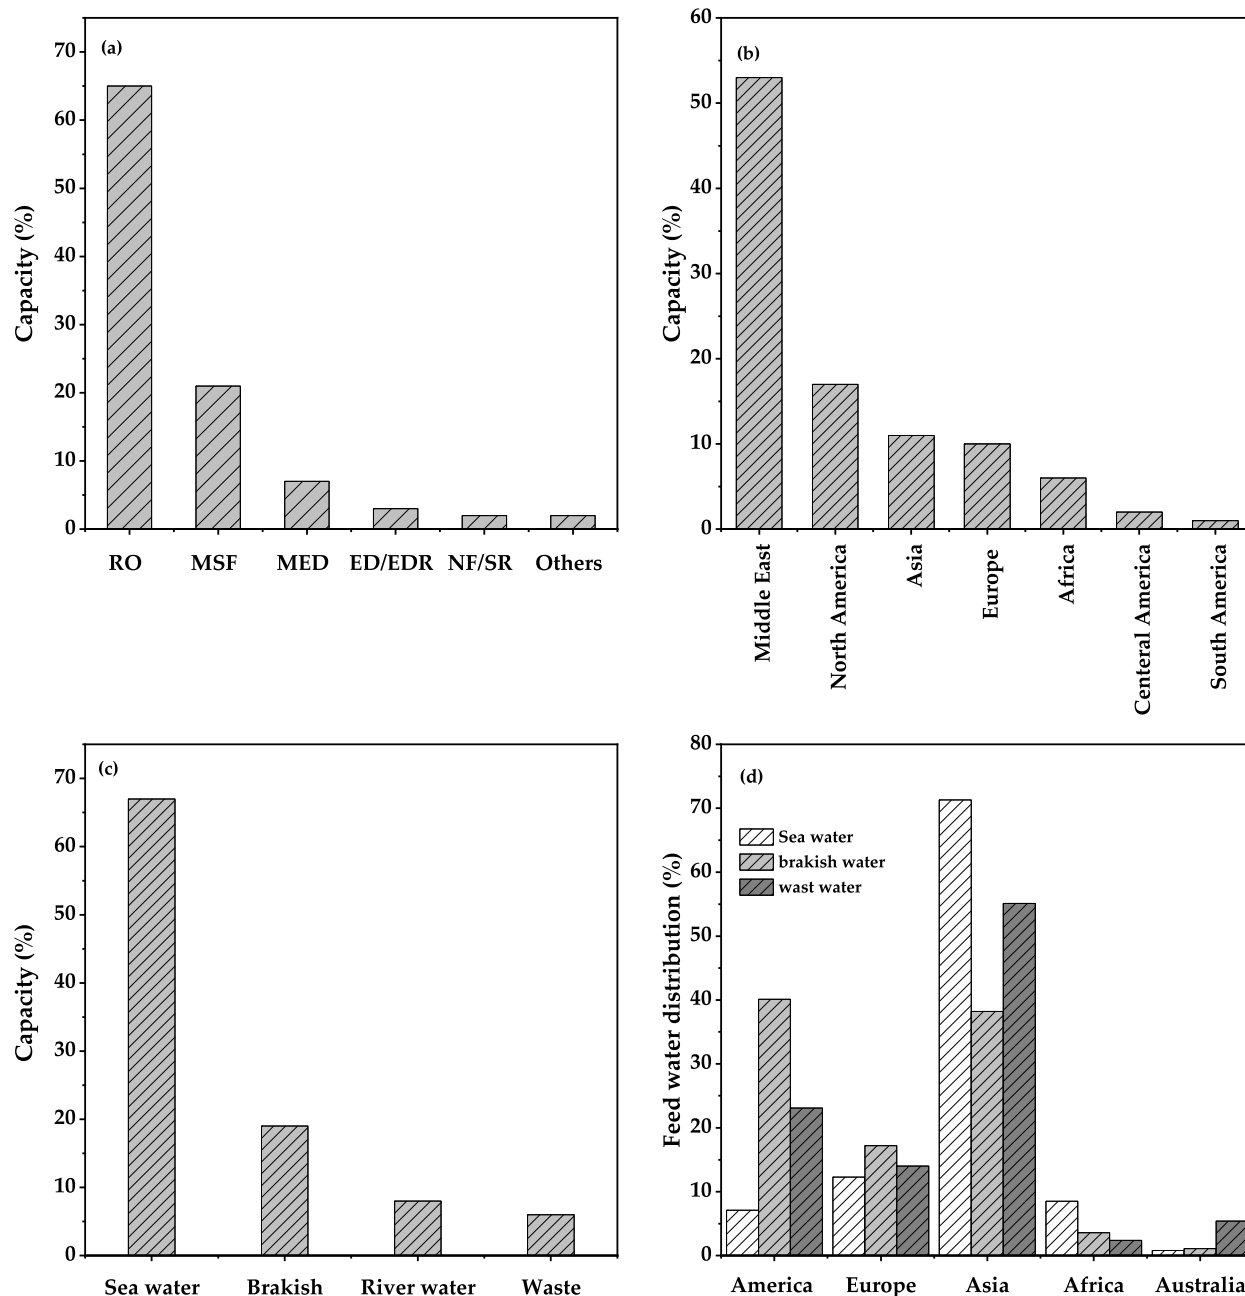 (a)
70
60
50
40
30
20
10
0
Capacity (%)
RO MSF MED ED/EDR NF/SR Others
(b)
60
50
40
30
20
10
0
Capacity (%)
Middle East
North America
Asia
Europe
Africa
Centeral America
South America
(c)
70
60
50
40
30
20
10
0
Capacity (%)
Sea water Brakish River water Waste
(d)
80
70
60
50
40
30
20
10
0
Feed water distribution (%)
Sea water
brakish water
wast water
America Europe Asia Africa Australia